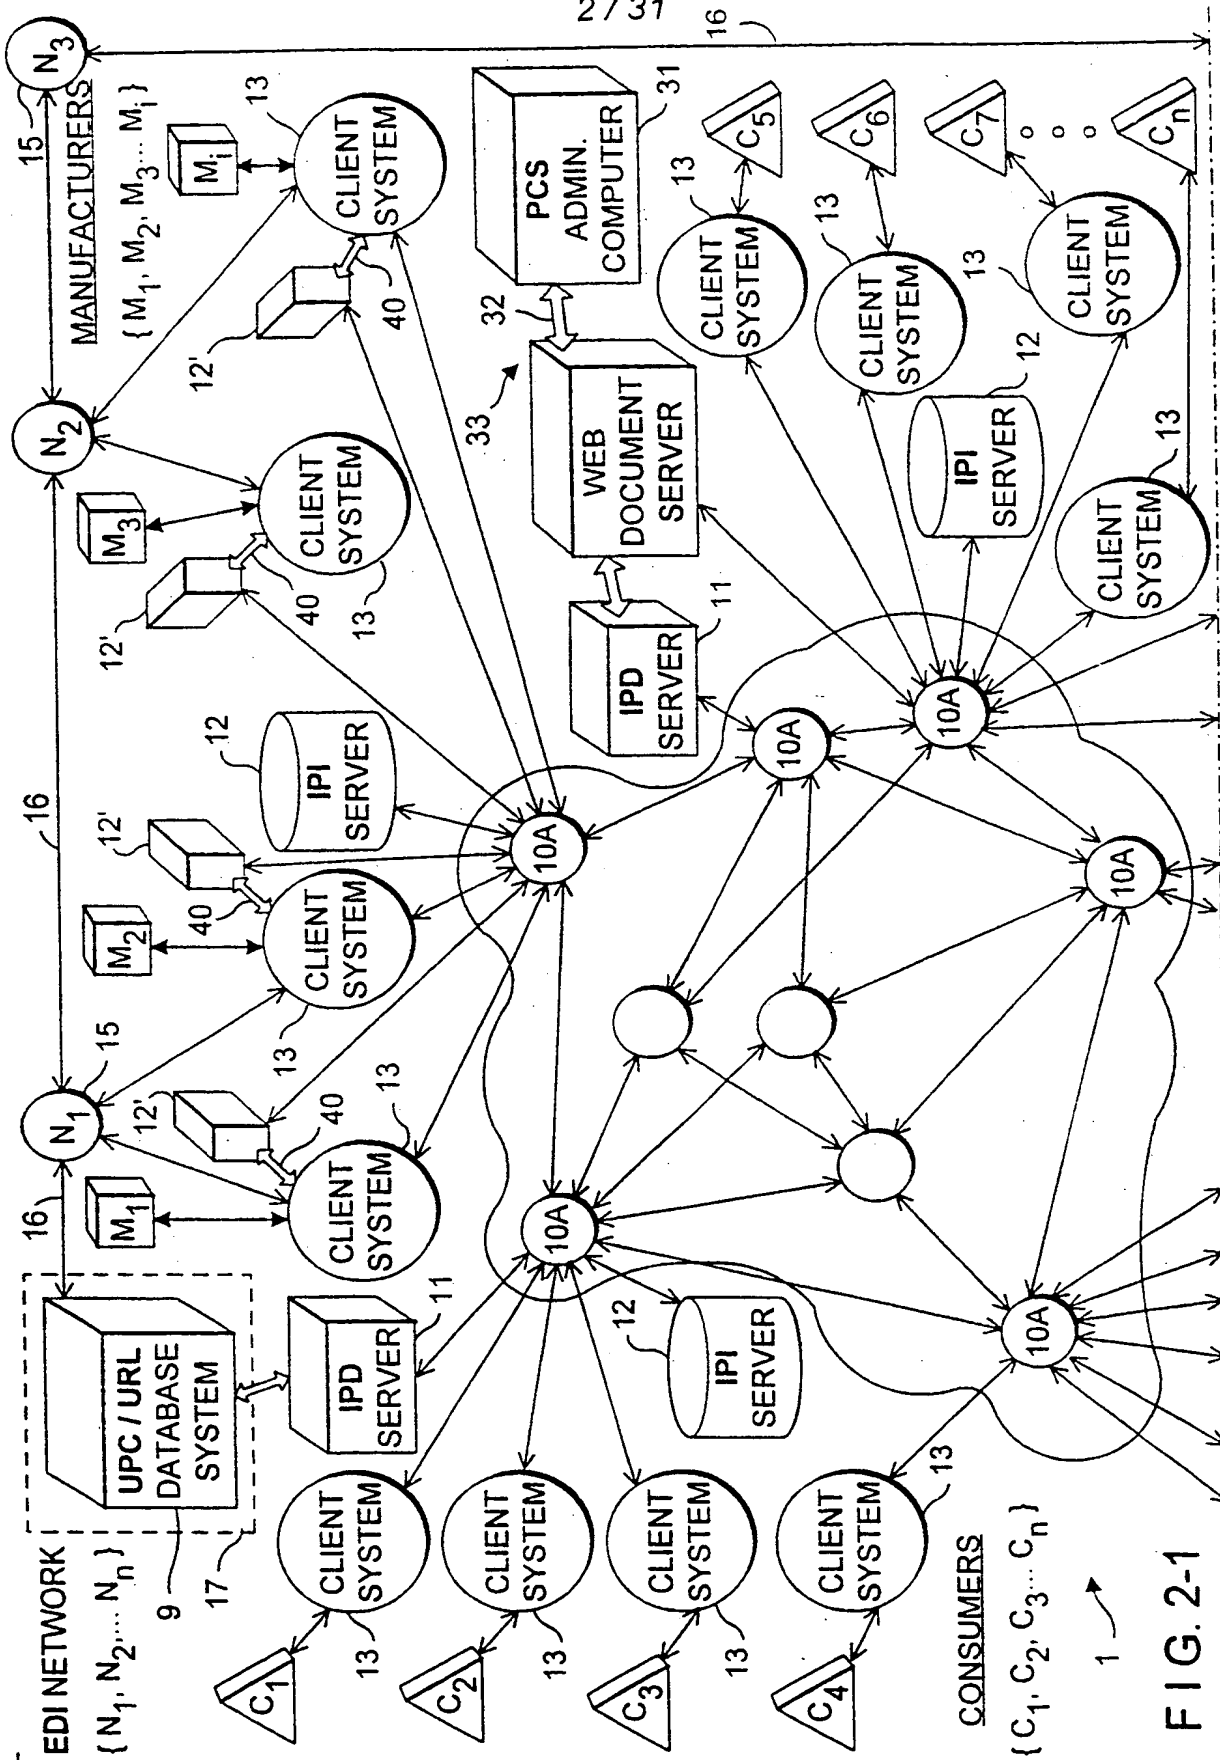 2/31
EDI NETWORK
{N1, N2,... Nn}
17
9
UPC / URL
DATABASE
SYSTEM
16
N1
15
16
N2
15
N3
MANUFACTURERS
{M1, M2, M3... Mi}
16
M1
12'
40
CLIENT
SYSTEM
13
M2
12'
40
CLIENT
SYSTEM
13
IPI
SERVER
12
M3
12'
40
CLIENT
SYSTEM
13
Mi
13
12'
40
CLIENT
SYSTEM
IPD
SERVER
11
C1
CLIENT
SYSTEM
13
C2
CLIENT
SYSTEM
13
C3
CLIENT
SYSTEM
13
C4
CLIENT
SYSTEM
13
IPI
SERVER
12
10A
10A
10A
10A
10A
10A
IPD
SERVER
11
WEB
DOCUMENT
SERVER
33
32
PCS
ADMIN.
COMPUTER
31
CLIENT
SYSTEM
13
C5
CLIENT
SYSTEM
13
C6
CLIENT
SYSTEM
13
C7
IPI
SERVER
12
CLIENT
SYSTEM
13
Cn
CONSUMERS
{C1, C2, C3... Cn}
1
FIG. 2-1